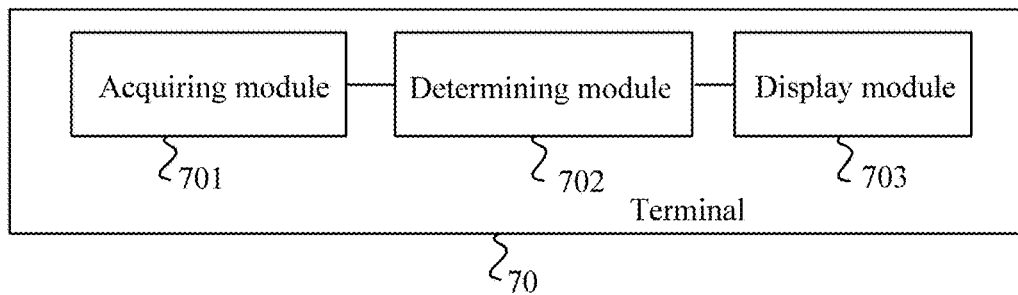 Acquiring module
Determining module
Display module
701
702
703
Terminal
70